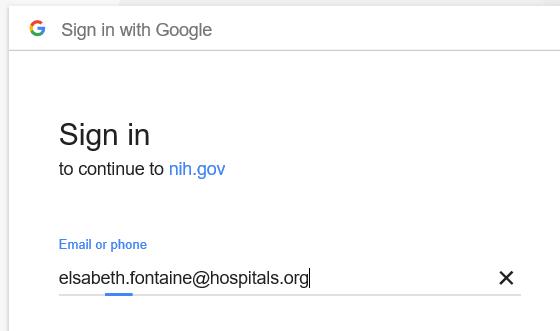 Sign in with Google
Sign in
to continue to nih.gov
Email or phone
elsabeth.fontaine@hospitals.org